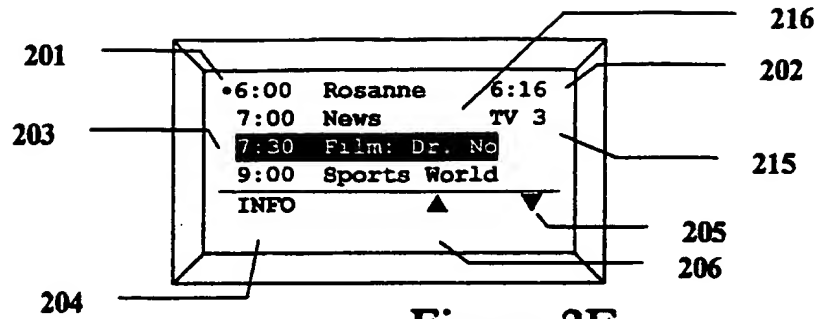 216
201
202
•6:00 Rosanne 6:16
7:00 News TV 3
203
7:30 Film: Dr. No
215
9:00 Sports World
INFO ▲ ▼
205
206
204